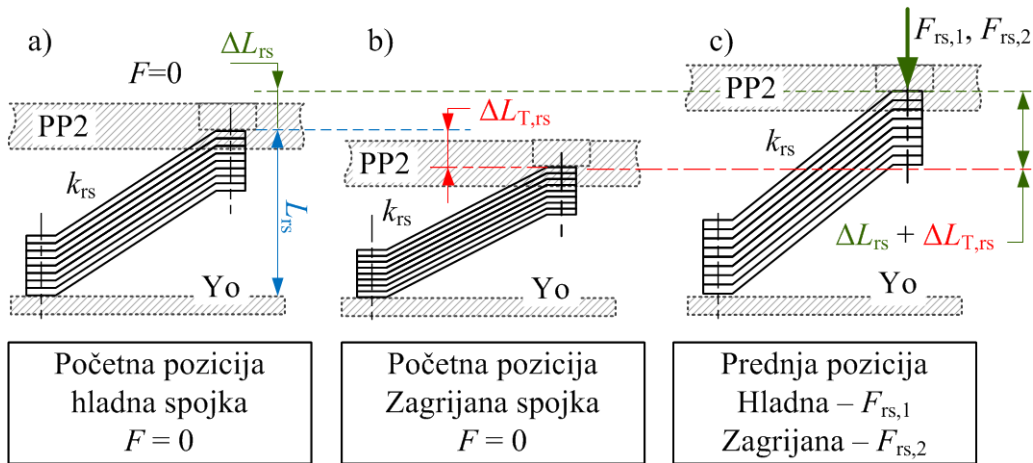 a)
ΔLrs
F=0
PP2
krs
Lrs
Yo
b)
ΔLT,rs
PP2
krs
Yo
c)
Frs,1, Frs,2
PP2
krs
ΔLrs + ΔLT,rs
Yo
Početna pozicija
hladna spojka
F = 0
Početna pozicija
Zagrijana spojka
F = 0
Prednja pozicija
Hladna – Frs,1
Zagrijana – Frs,2